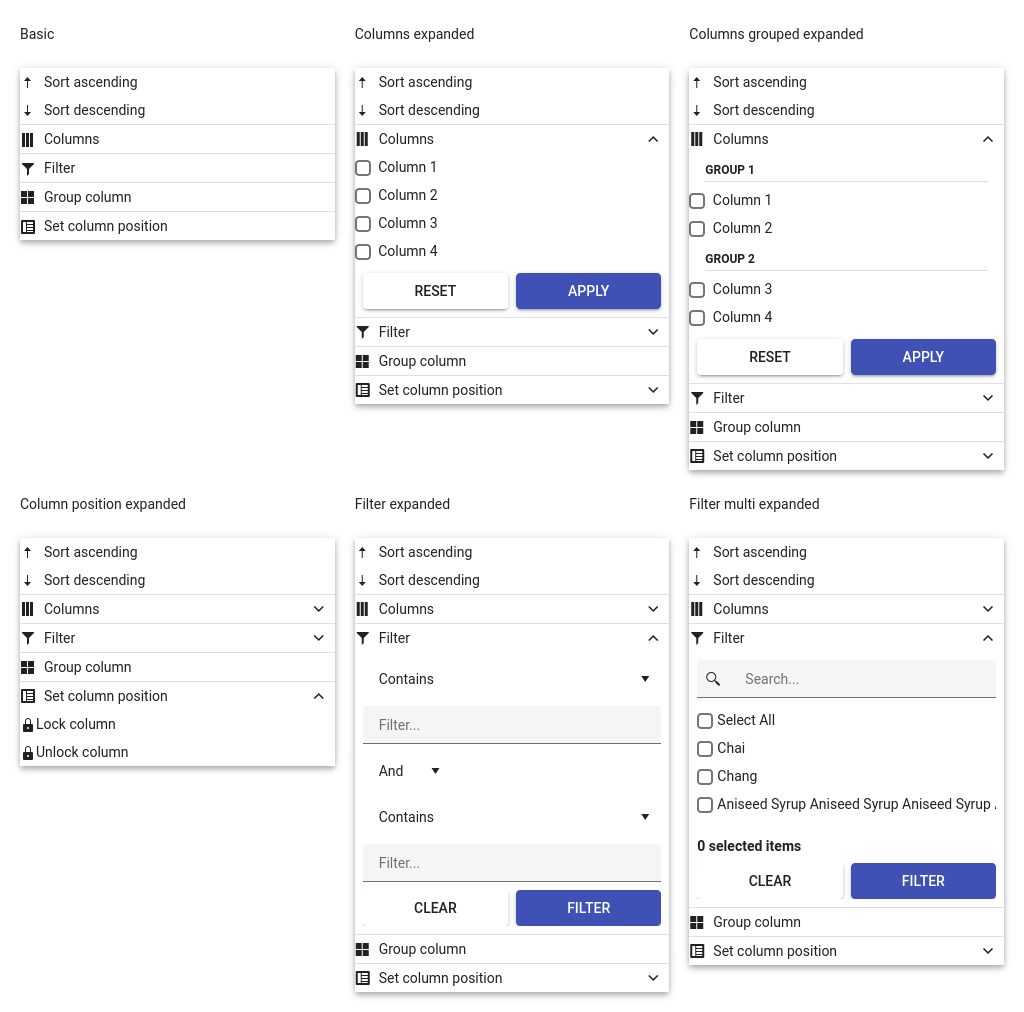 Basic
Sort ascending
Sort descending
Columns
Filter
Group column
Set column position
Columns expanded
Sort ascending
Sort descending
Columns
Column 1
Column 2
Column 3
Column 4
RESET APPLY
Filter
Group column
Set column position
Columns grouped expanded
Sort ascending
Sort descending
Columns
GROUP 1
Column 1
Column 2
GROUP 2
Column 3
Column 4
RESET APPLY
Filter
Group column
Set column position
Column position expanded
Sort ascending
Sort descending
Columns
Filter
Group column
Set column position
Lock column
Unlock column
Filter expanded
Sort ascending
Sort descending
Columns
Filter
Contains
Filter...
And
Contains
Filter...
CLEAR FILTER
Group column
Set column position
Filter multi expanded
Sort ascending
Sort descending
Columns
Filter
Search...
Select All
Chai
Chang
Aniseed Syrup Aniseed Syrup Aniseed Syrup
0 selected items
CLEAR FILTER
Group column
Set column position